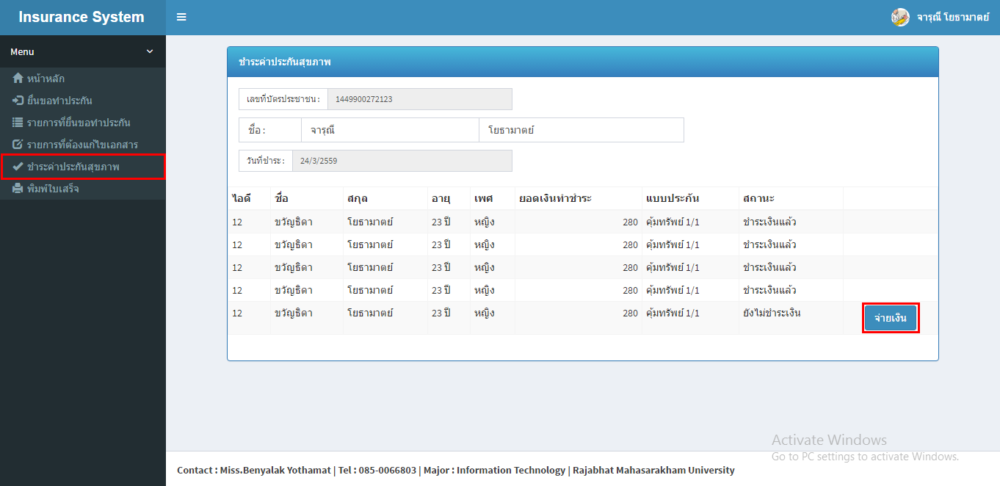 Insurance System
จารุณี โยธามาตย์
Menu
หน้าหลัก
ยื่นขอทำประกัน
รายการที่ยื่นขอทำประกัน
รายการที่ต้องแก้ไขเอกสาร
ชำระค่าประกันสุขภาพ
พิมพ์ใบเสร็จ
ชำระค่าประกันสุขภาพ
เลขที่บัตรประชาชน : 1449900272123
ชื่อ : จารุณี โยธามาตย์
วันที่ชำระ : 24/3/2559
ไอดี ชื่อ สกุล อายุ เพศ ยอดเงินทำชำระ แบบประกัน สถานะ
12 ขวัญธิดา โยธามาตย์ 23 ปี หญิง 280 คุ้มทรัพย์ 1/1 ชำระเงินแล้ว
12 ขวัญธิดา โยธามาตย์ 23 ปี หญิง 280 คุ้มทรัพย์ 1/1 ชำระเงินแล้ว
12 ขวัญธิดา โยธามาตย์ 23 ปี หญิง 280 คุ้มทรัพย์ 1/1 ชำระเงินแล้ว
12 ขวัญธิดา โยธามาตย์ 23 ปี หญิง 280 คุ้มทรัพย์ 1/1 ชำระเงินแล้ว
12 ขวัญธิดา โยธามาตย์ 23 ปี หญิง 280 คุ้มทรัพย์ 1/1 ยังไม่ชำระเงิน จ่ายเงิน
Activate Windows
Go to PC settings to activate Windows.
Contact : Miss.Benyalak Yothamat | Tel : 085-0066803 | Major : Information Technology | Rajabhat Mahasarakham University